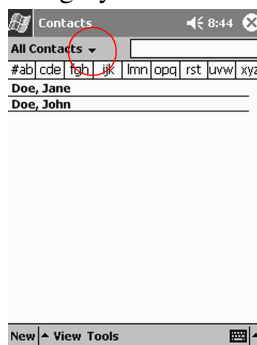 Contacts 8:44
All Contacts
#ab cde fgh ijk lmn opq rst uvw xyz
Doe, Jane
Doe, John
New View Tools